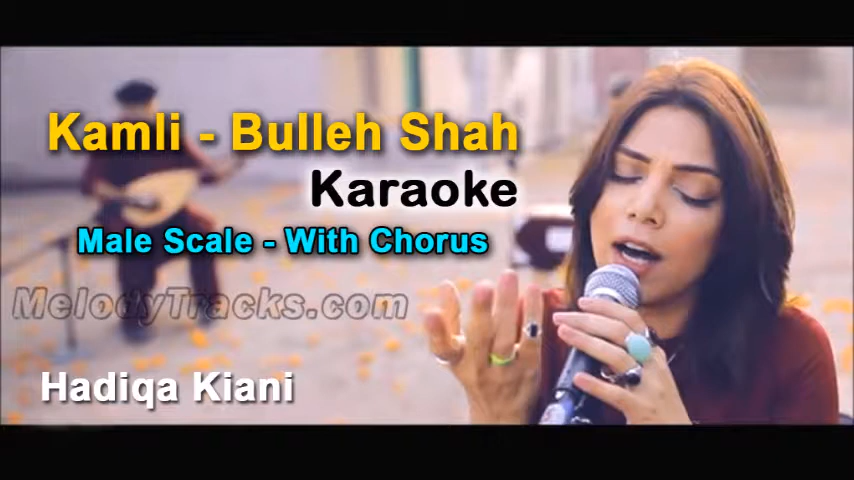 Kamli - Bulleh Shah
Karaoke
Male Scale - With Chorus
MelodyTracks.com
Hadiqa Kiani